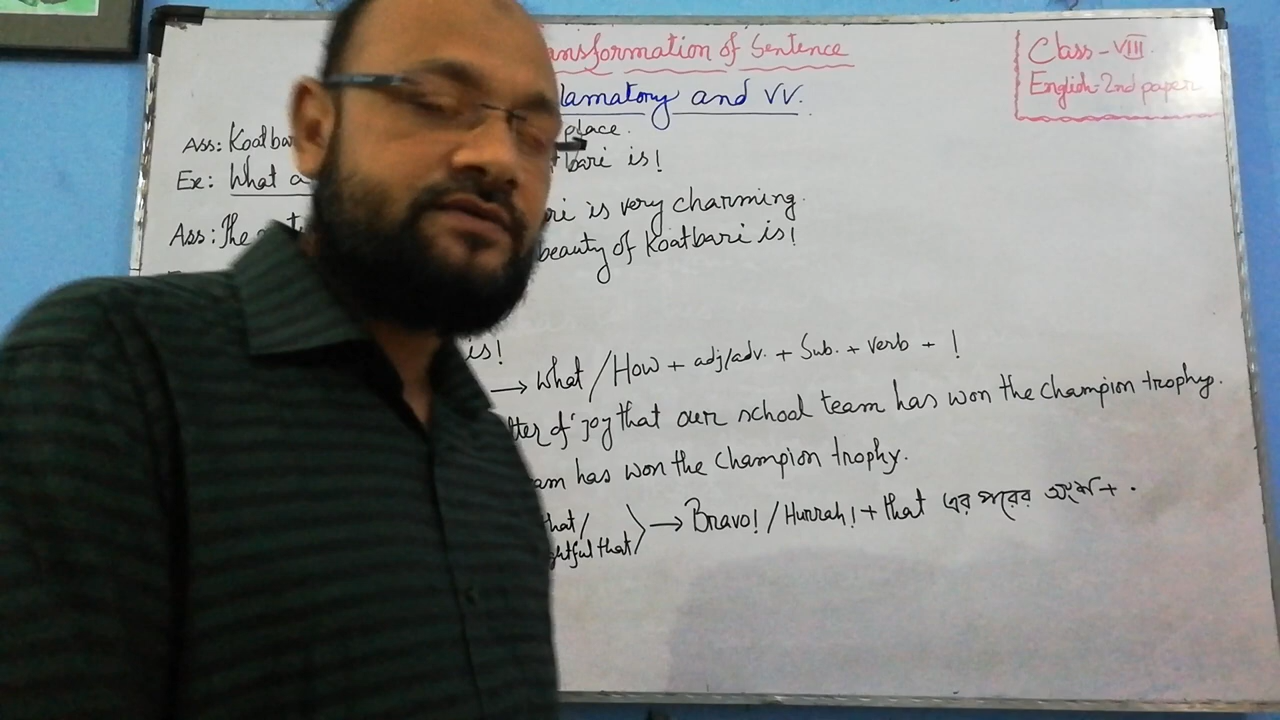 ansformation of Sentence
Class-VIII
English-2nd paper
lamatory and VV.
Ass: Koatba place.
Ex: What a bari is!
Ass: The ri is very charming.
beauty of Koatbari is!
is!
→ What / How + adj/adv. + Sub. + verb + !
tter of joy that our school team has won the champion trophy.
am has won the champion trophy.
hat/ → Bravo! / Hurrah! + that এর পরের অংশ + .
ghtful that/